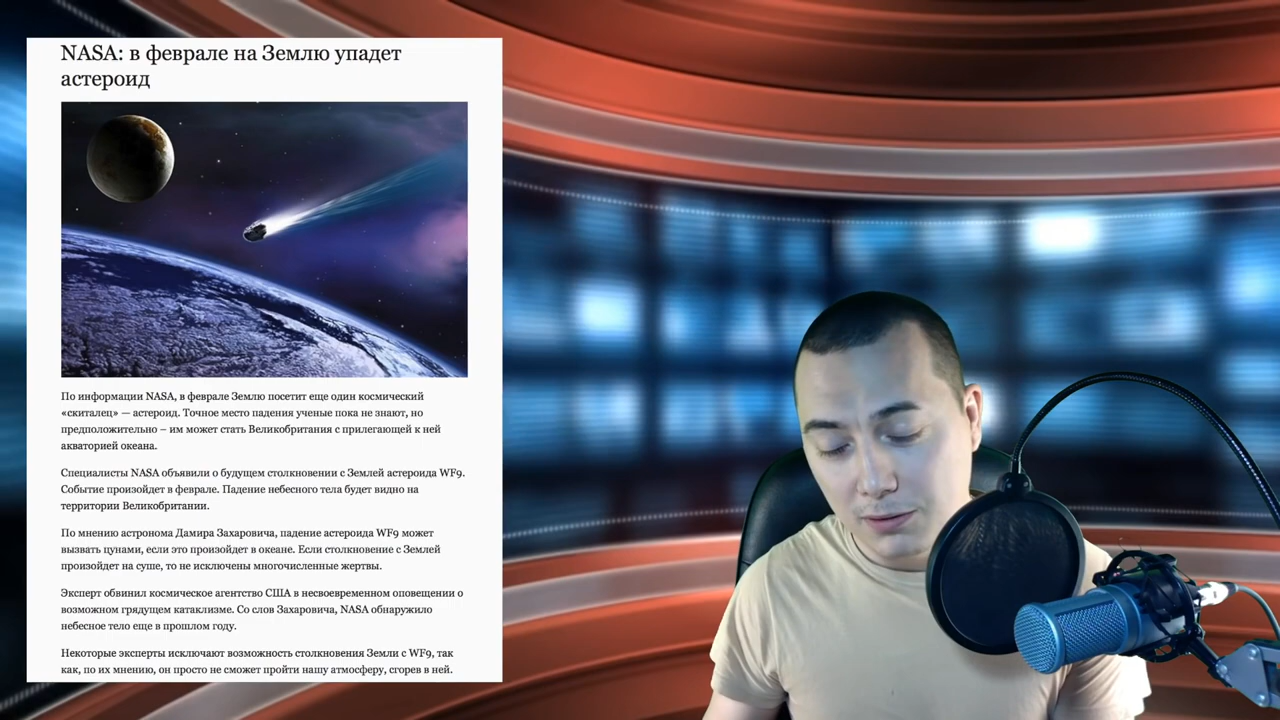 NASA: в феврале на Землю упадет
астероид
По информации NASA, в феврале Землю посетит еще один космический
«скиталец» — астероид. Точное место падения ученые пока не знают, но
предположительно – им может стать Великобритания с прилегающей к ней
акваторией океана.
Специалисты NASA объявили о будущем столкновении с Землей астероида WF9.
Событие произойдет в феврале. Падение небесного тела будет видно на
территории Великобритании.
По мнению астронома Дамира Захаровича, падение астероида WF9 может
вызвать цунами, если это произойдет в океане. Если столкновение с Землей
произойдет на суше, то не исключены многочисленные жертвы.
Эксперт обвинил космическое агентство США в несвоевременном оповещении о
возможном грядущем катаклизме. Со слов Захаровича, NASA обнаружило
небесное тело еще в прошлом году.
Некоторые эксперты исключают возможность столкновения Земли с WF9, так
как, по их мнению, он просто не сможет пройти нашу атмосферу, сгорев в ней.